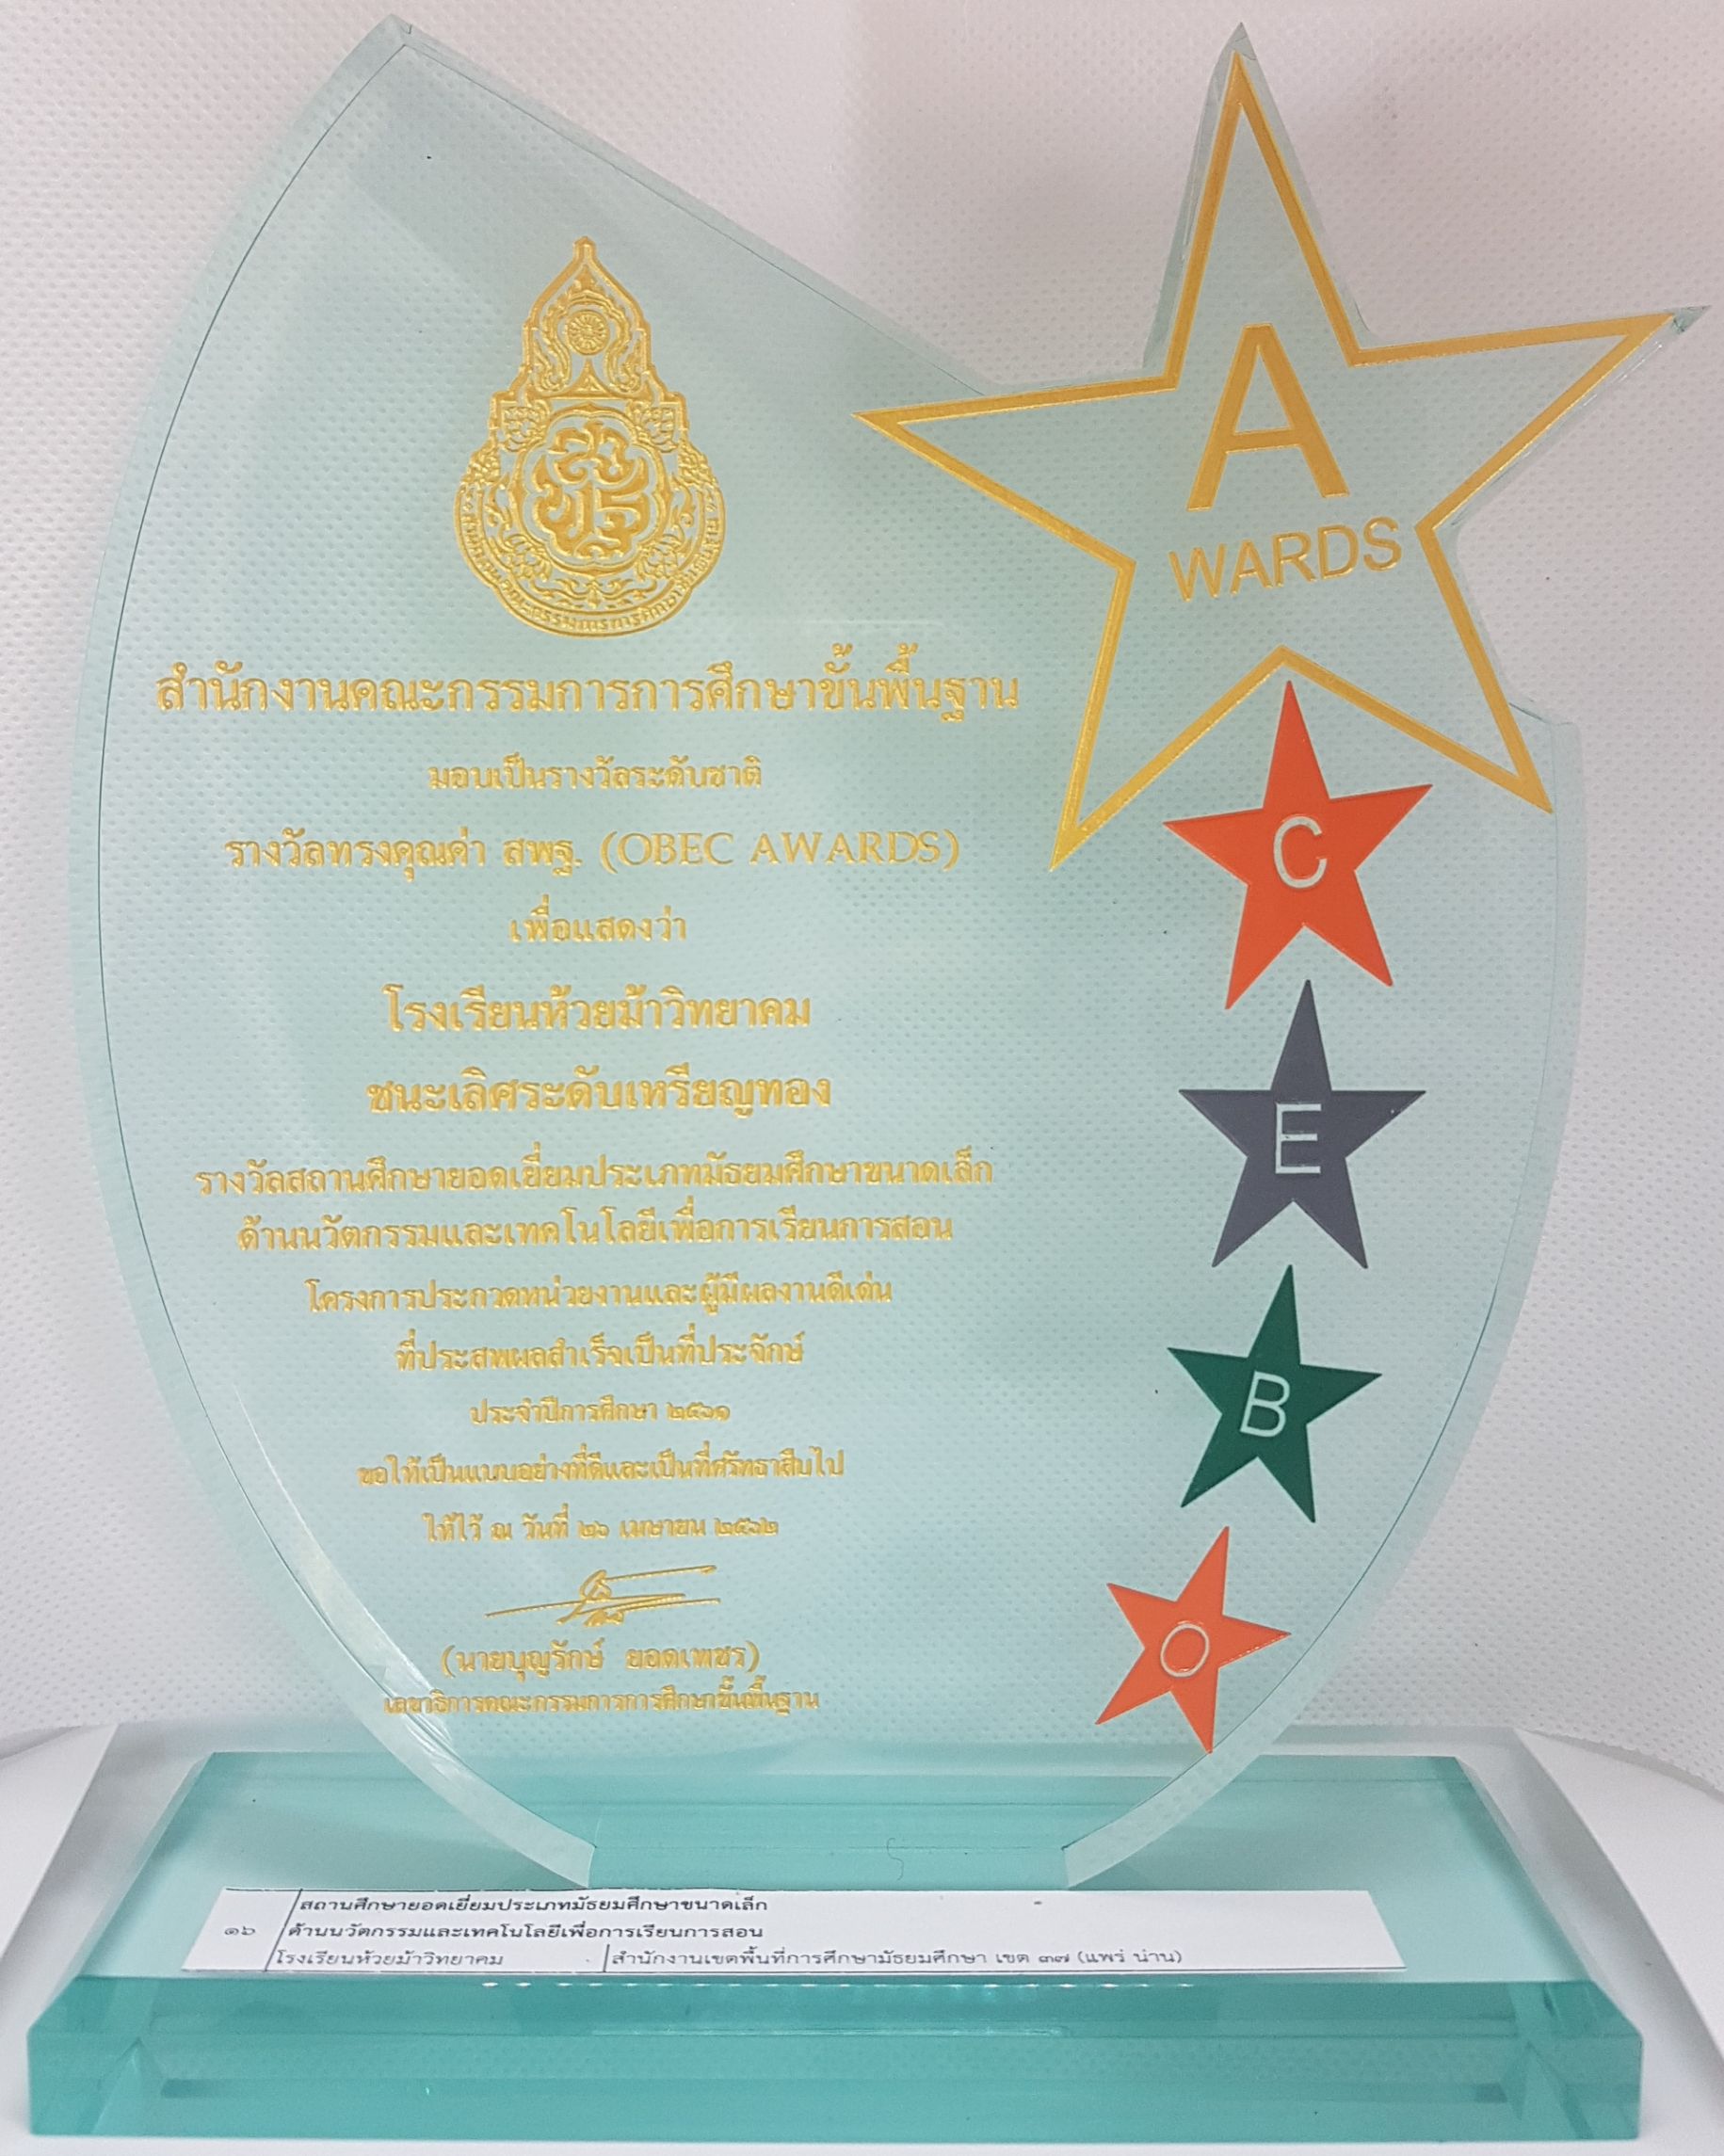 สำนักงานคณะกรรมการการศึกษาขั้นพื้นฐาน
มอบเป็นรางวัลระดับชาติ
รางวัลทรงคุณค่า สพฐ. (OBEC AWARDS)
เพื่อแสดงว่า
โรงเรียนห้วยม้าวิทยาคม
ชนะเลิศระดับเหรียญทอง
รางวัลสถานศึกษายอดเยี่ยมประเภทมัธยมศึกษาขนาดเล็ก
ด้านนวัตกรรมและเทคโนโลยีเพื่อการเรียนการสอน
โครงการประกวดหน่วยงานและผู้มีผลงานดีเด่น
ที่ประสพผลสำเร็จเป็นที่ประจักษ์
ประจำปีการศึกษา ๒๕๖๑
ขอให้เป็นแบบอย่างที่ดีและเป็นที่ศรัทธาสืบไป
ให้ไว้ ณ วันที่ ๒๖ เมษายน ๒๕๖๒
(นายบุญรักษ์ ยอดเพชร)
เลขาธิการคณะกรรมการการศึกษาขั้นพื้นฐาน
A
WARDS
C
E
B
O
สถานศึกษายอดเยี่ยมประเภทมัธยมศึกษาขนาดเล็ก
๑๖ ด้านนวัตกรรมและเทคโนโลยีเพื่อการเรียนการสอน
โรงเรียนห้วยม้าวิทยาคม สำนักงานเขตพื้นที่การศึกษามัธยมศึกษา เขต ๓๗ (แพร่ น่าน)